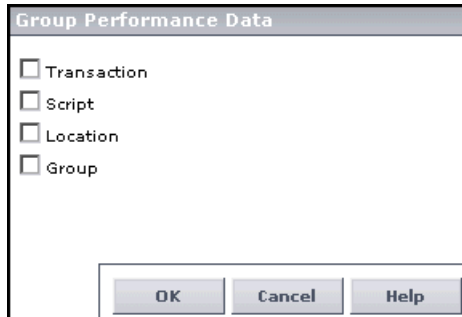 Group Performance Data
Transaction
Script
Location
Group
OK Cancel Help